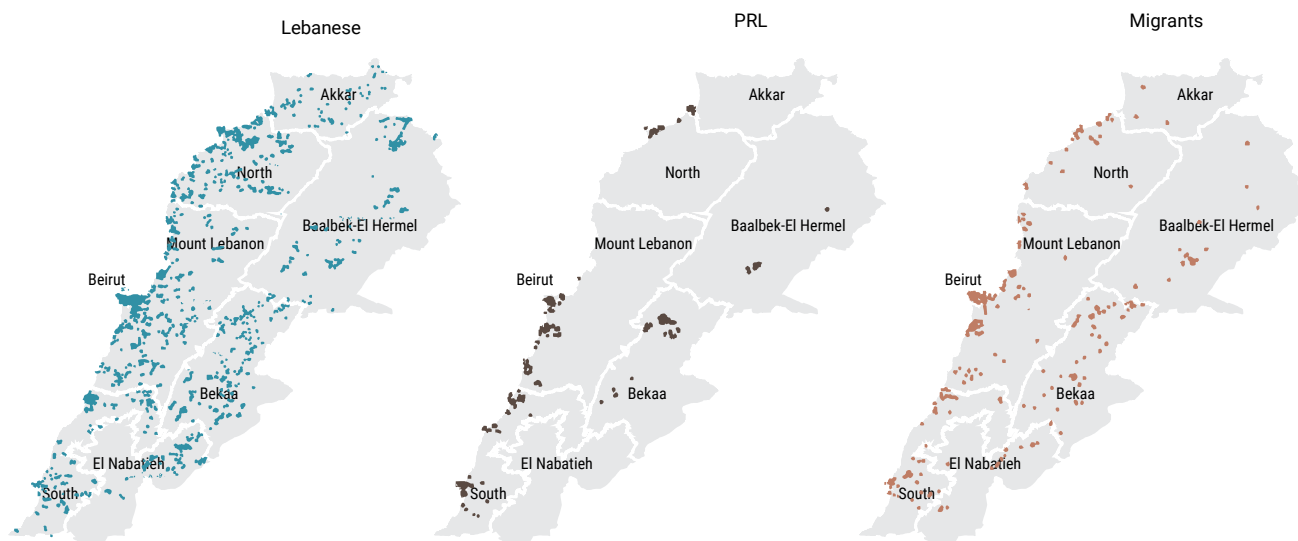 Lebanese
Akkar
North
Baalbek-El Hermel
Mount Lebanon
Beirut
Bekaa
El Nabatieh
South
PRL
Akkar
North
Baalbek-El Hermel
Mount Lebanon
Beirut
Bekaa
El Nabatieh
South
Migrants
Akkar
North
Baalbek-El Hermel
Mount Lebanon
Beirut
Bekaa
El Nabatieh
South